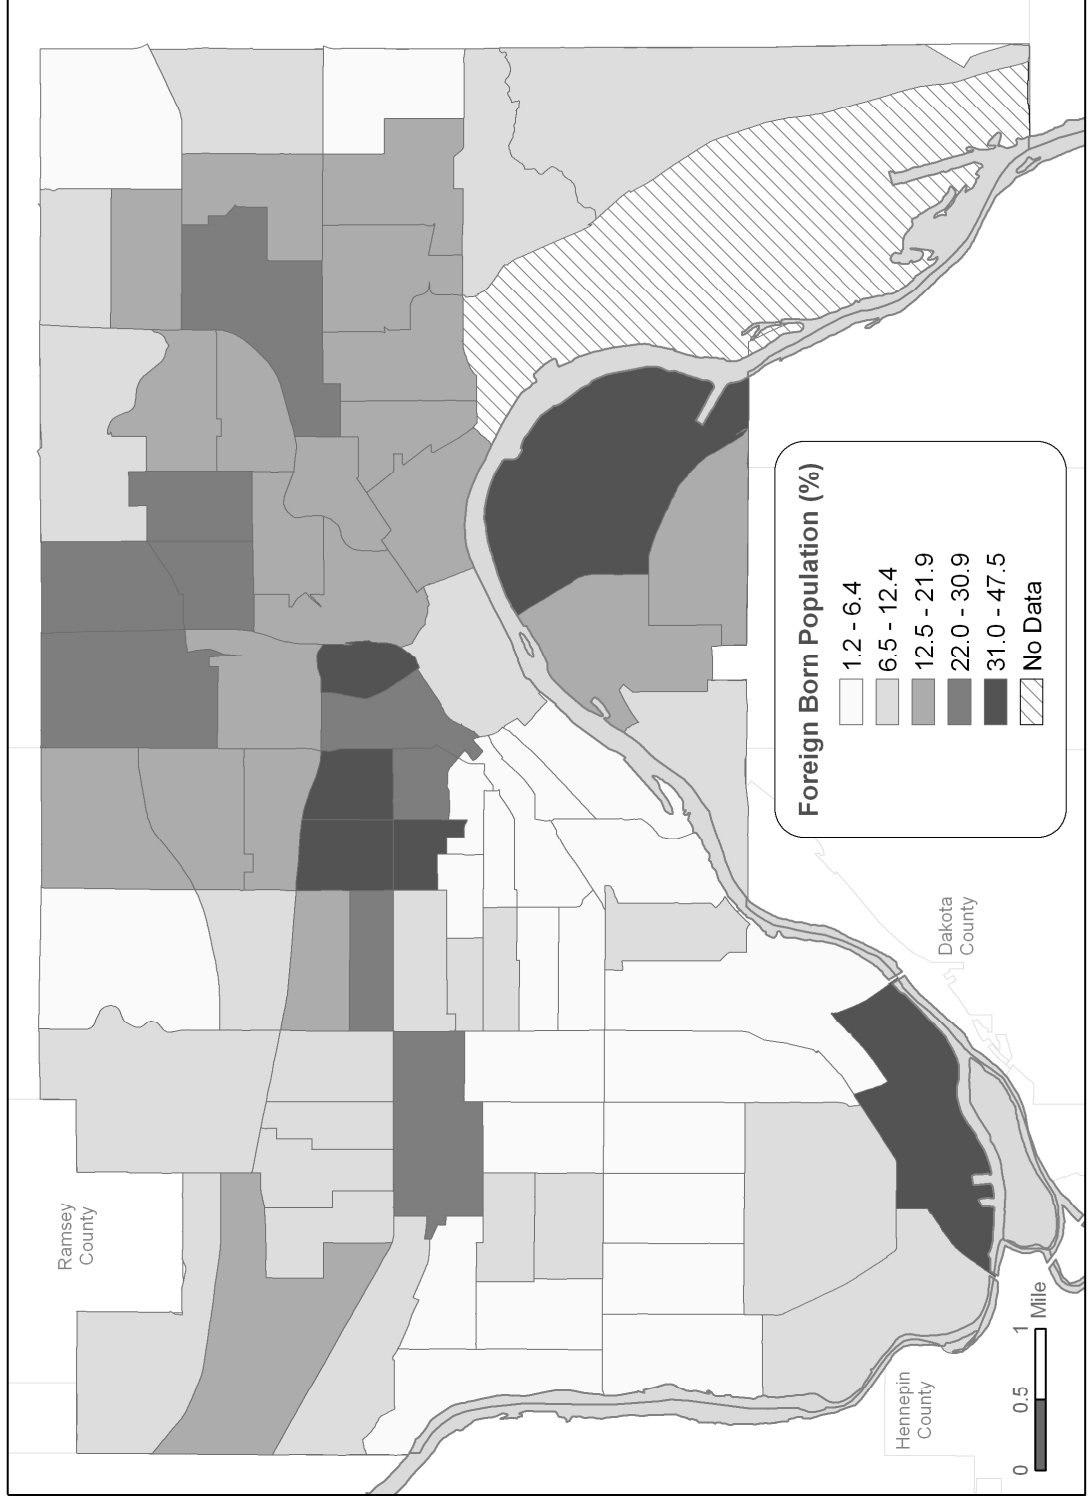 Ramsey
County
Foreign Born Population (%)
1.2 - 6.4
6.5 - 12.4
12.5 - 21.9
22.0 - 30.9
31.0 - 47.5
No Data
Dakota
County
Hennepin
County
0 0.5 1 Mile